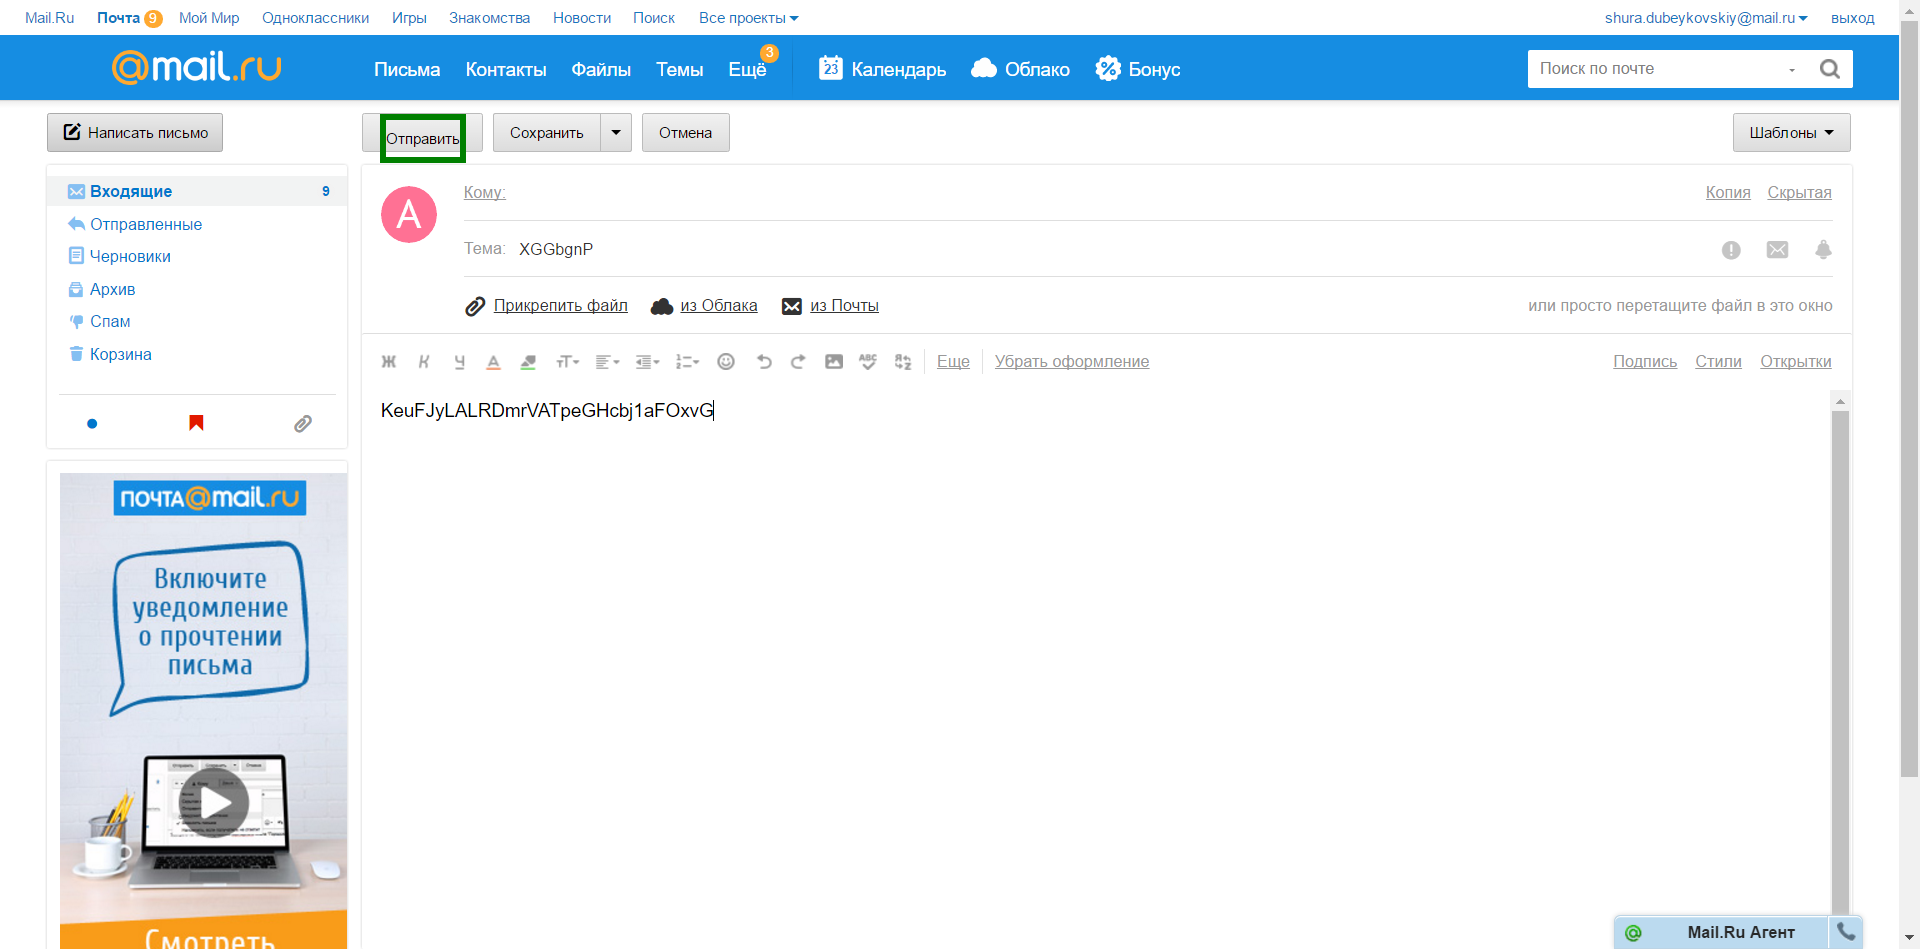 Mail.Ru Почта 9 Мой Мир Одноклассники Игры Знакомства Новости Поиск Все проекты shura.dubeykovskiy@mail.ru выход
@mail.ru Письма Контакты Файлы Темы Ещё 3 23 Календарь Облако Бонус Поиск по почте
Написать письмо Отправить Сохранить Отмена Шаблоны
Входящие 9
Отправленные
Черновики
Архив
Спам
Корзина
А
Кому: Копия Скрытая
Тема: XGGbgnP
Прикрепить файл из Облака из Почты или просто перетащите файл в это окно
Ж К Ч А тТ ABC Еще Убрать оформление Подпись Стили Открытки
KeuFJyLALRDmrVATpeGHcbj1aFOxvG
почта@mail.ru
Включите
уведомление
о прочтении
письма
Смотреть
Mail.Ru Агент